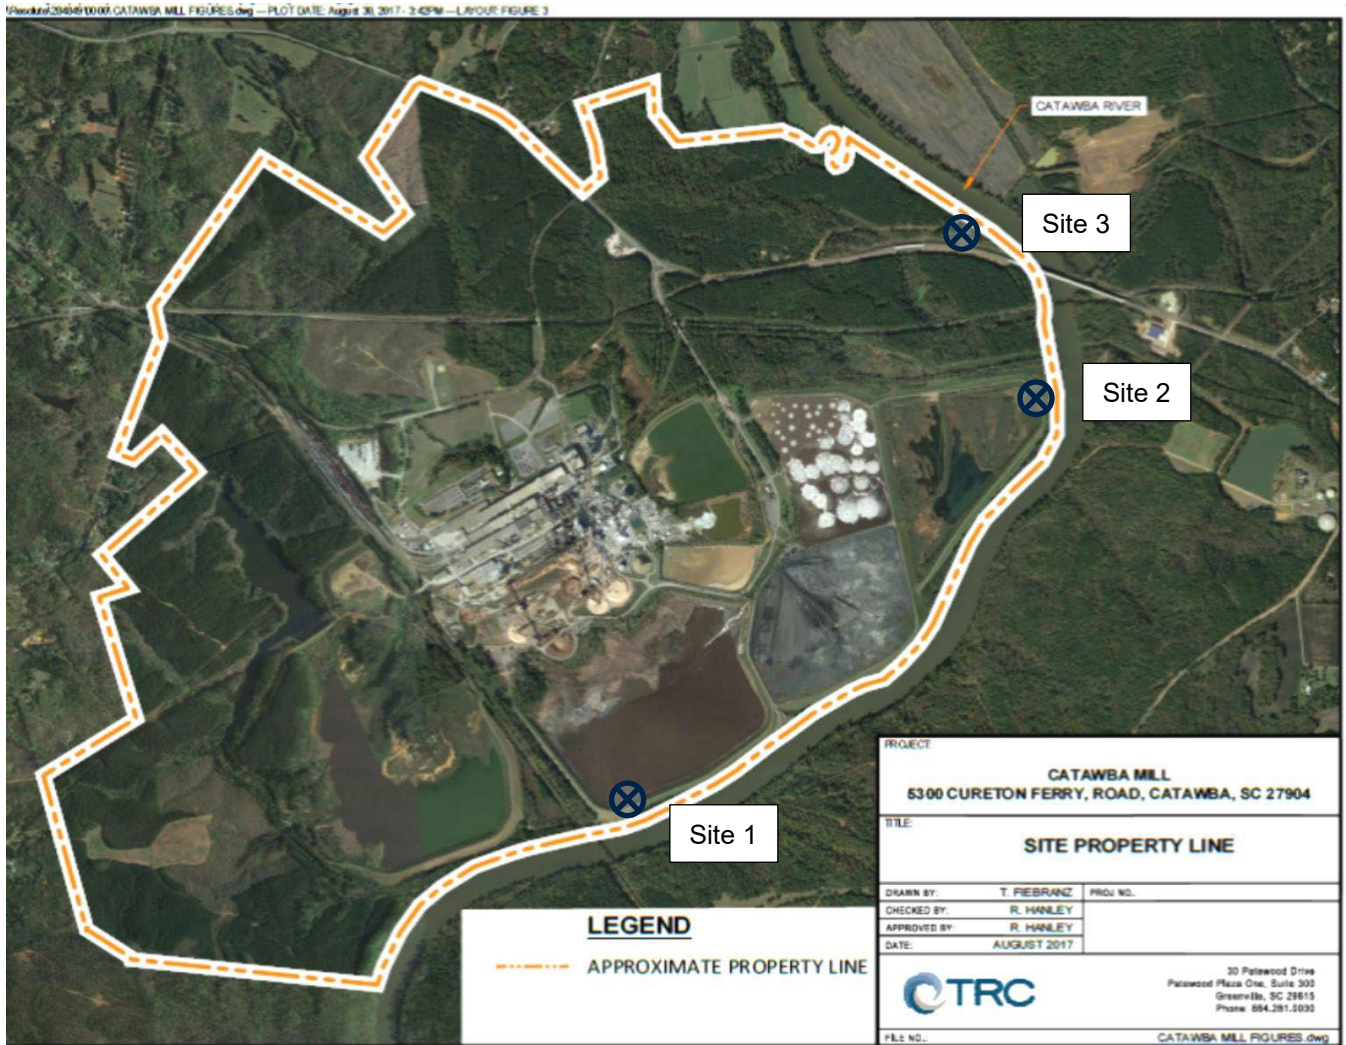 CATAWBA MILL FIGURES.dwg — PLOT DATE: August 30, 2017 - 2:42PM — LAYOUT: FIGURE 3
CATAWBA RIVER
Site 3
Site 2
Site 1
LEGEND
APPROXIMATE PROPERTY LINE
PROJECT:
CATAWBA MILL
5300 CURETON FERRY, ROAD, CATAWBA, SC 27904
TITLE:
SITE PROPERTY LINE
DRAWN BY: T. FIEBRANZ PROJ NO.:
CHECKED BY: R. HANLEY
APPROVED BY: R. HANLEY
DATE: AUGUST 2017
TRC
30 Patewood Drive
Patewood Plaza One, Suite 300
Greenville, SC 29615
Phone: 864.281.0030
FILE NO.: CATAWBA MILL FIGURES.dwg